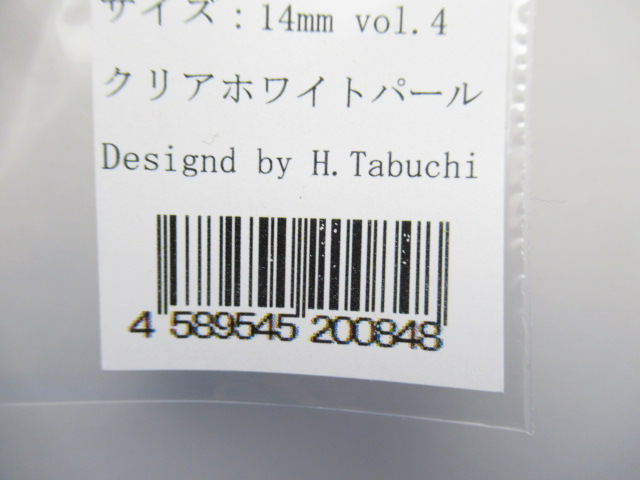 サイズ：14mm vol.4
クリアホワイトパール
Designd by H.Tabuchi
4 589545 200848